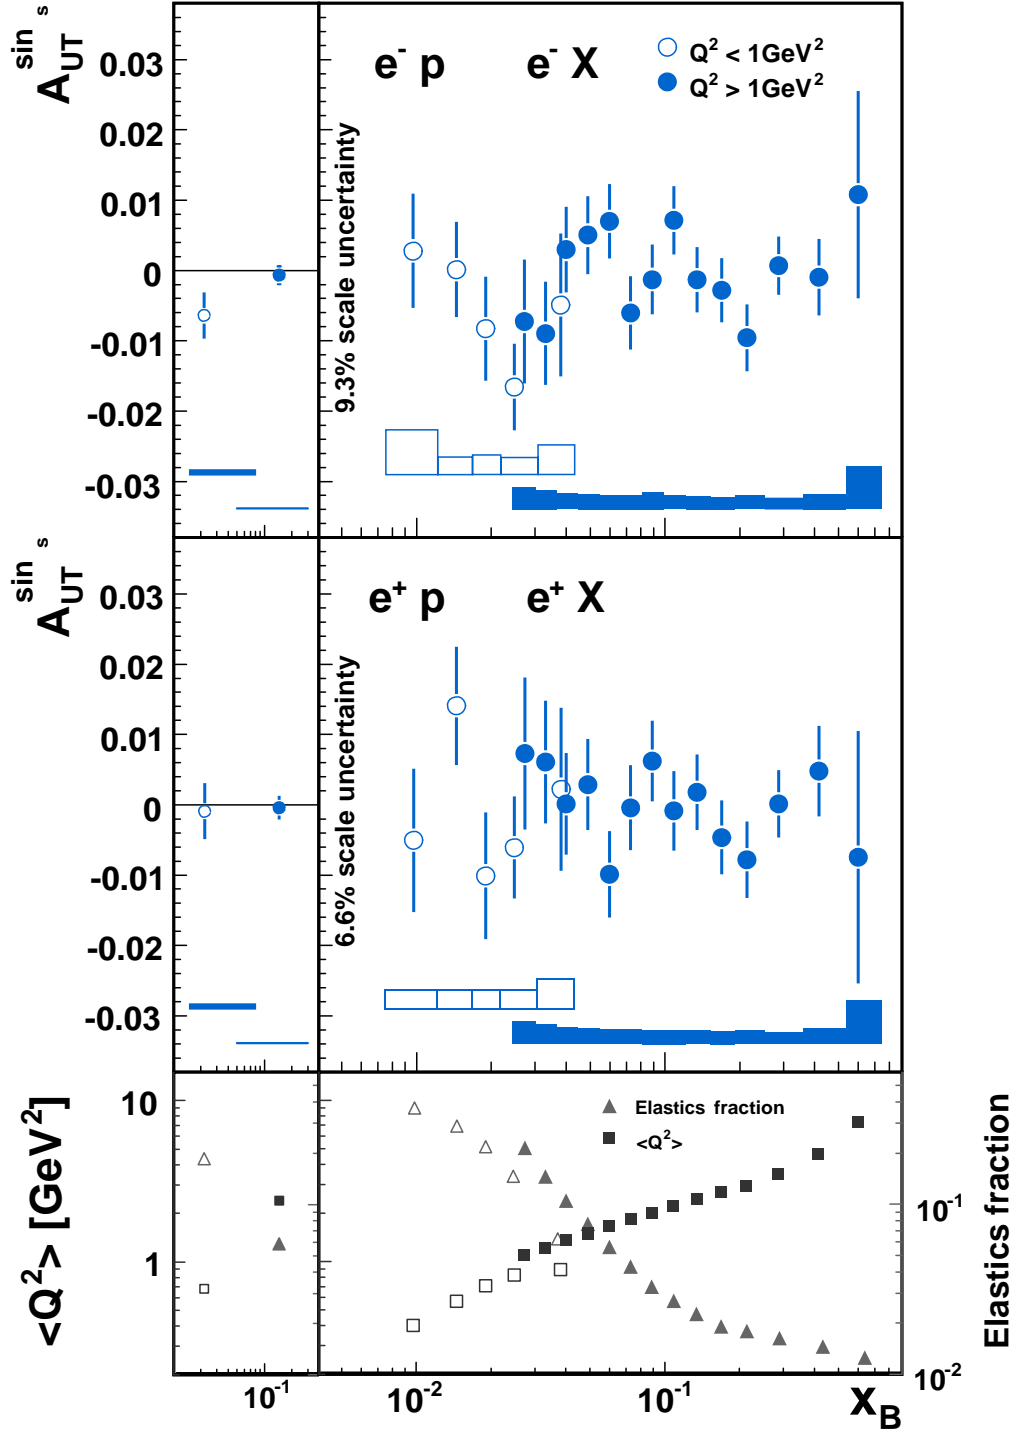 A_UT^sin s
0.03
0.02
0.01
0
-0.01
-0.02
-0.03
9.3% scale uncertainty
e⁻ p e⁻ X
Q² < 1GeV²
Q² > 1GeV²
A_UT^sin s
0.03
0.02
0.01
0
-0.01
-0.02
-0.03
6.6% scale uncertainty
e⁺ p e⁺ X
<Q²> [GeV²]
10
1
Elastics fraction
<Q²>
10⁻¹
10⁻²
Elastics fraction
10⁻¹
10⁻²
10⁻¹
x_B